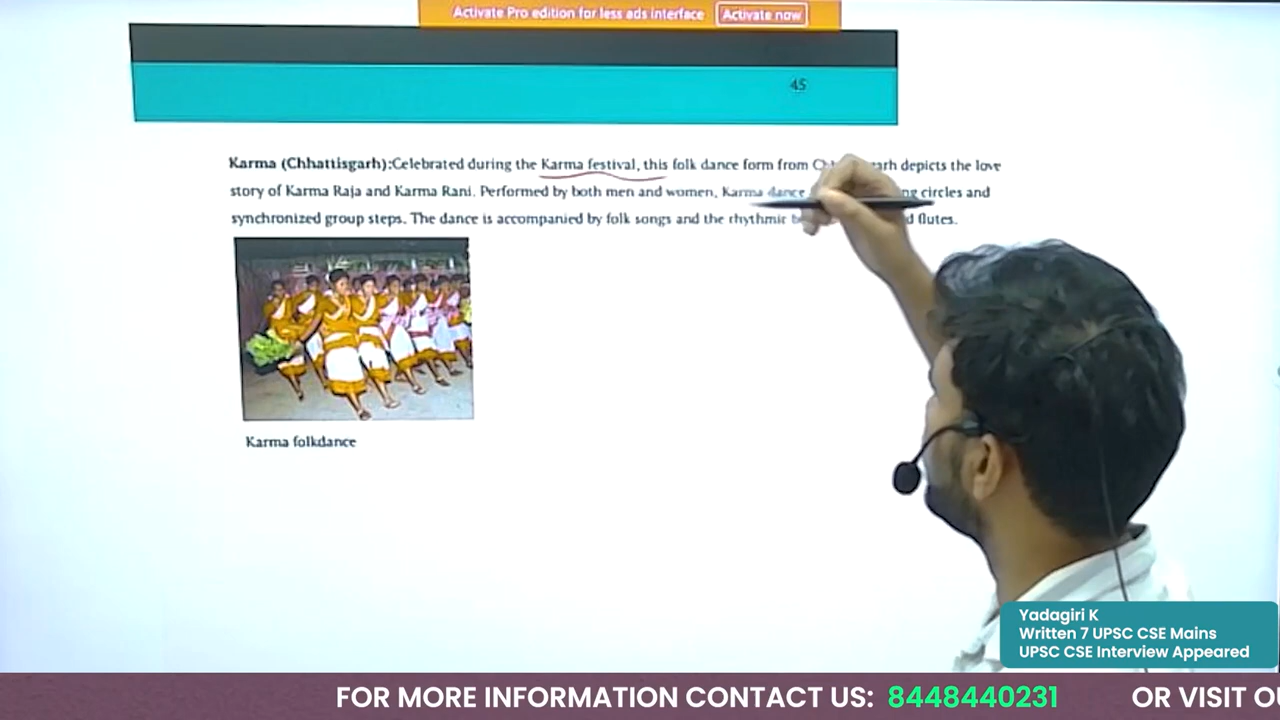 Activate Pro edition for less ads interface Activate now
45
Karma (Chhattisgarh):Celebrated during the Karma festival, this folk dance form from depicts the love
story of Karma Raja and Karma Rani. Performed by both men and women, Karma dance circles and
synchronized group steps. The dance is accompanied by folk songs and the rhythmic flutes.
Karma folkdance
Yadagiri K
Written 7 UPSC CSE Mains
UPSC CSE Interview Appeared
FOR MORE INFORMATION CONTACT US: 8448440231 OR VISIT